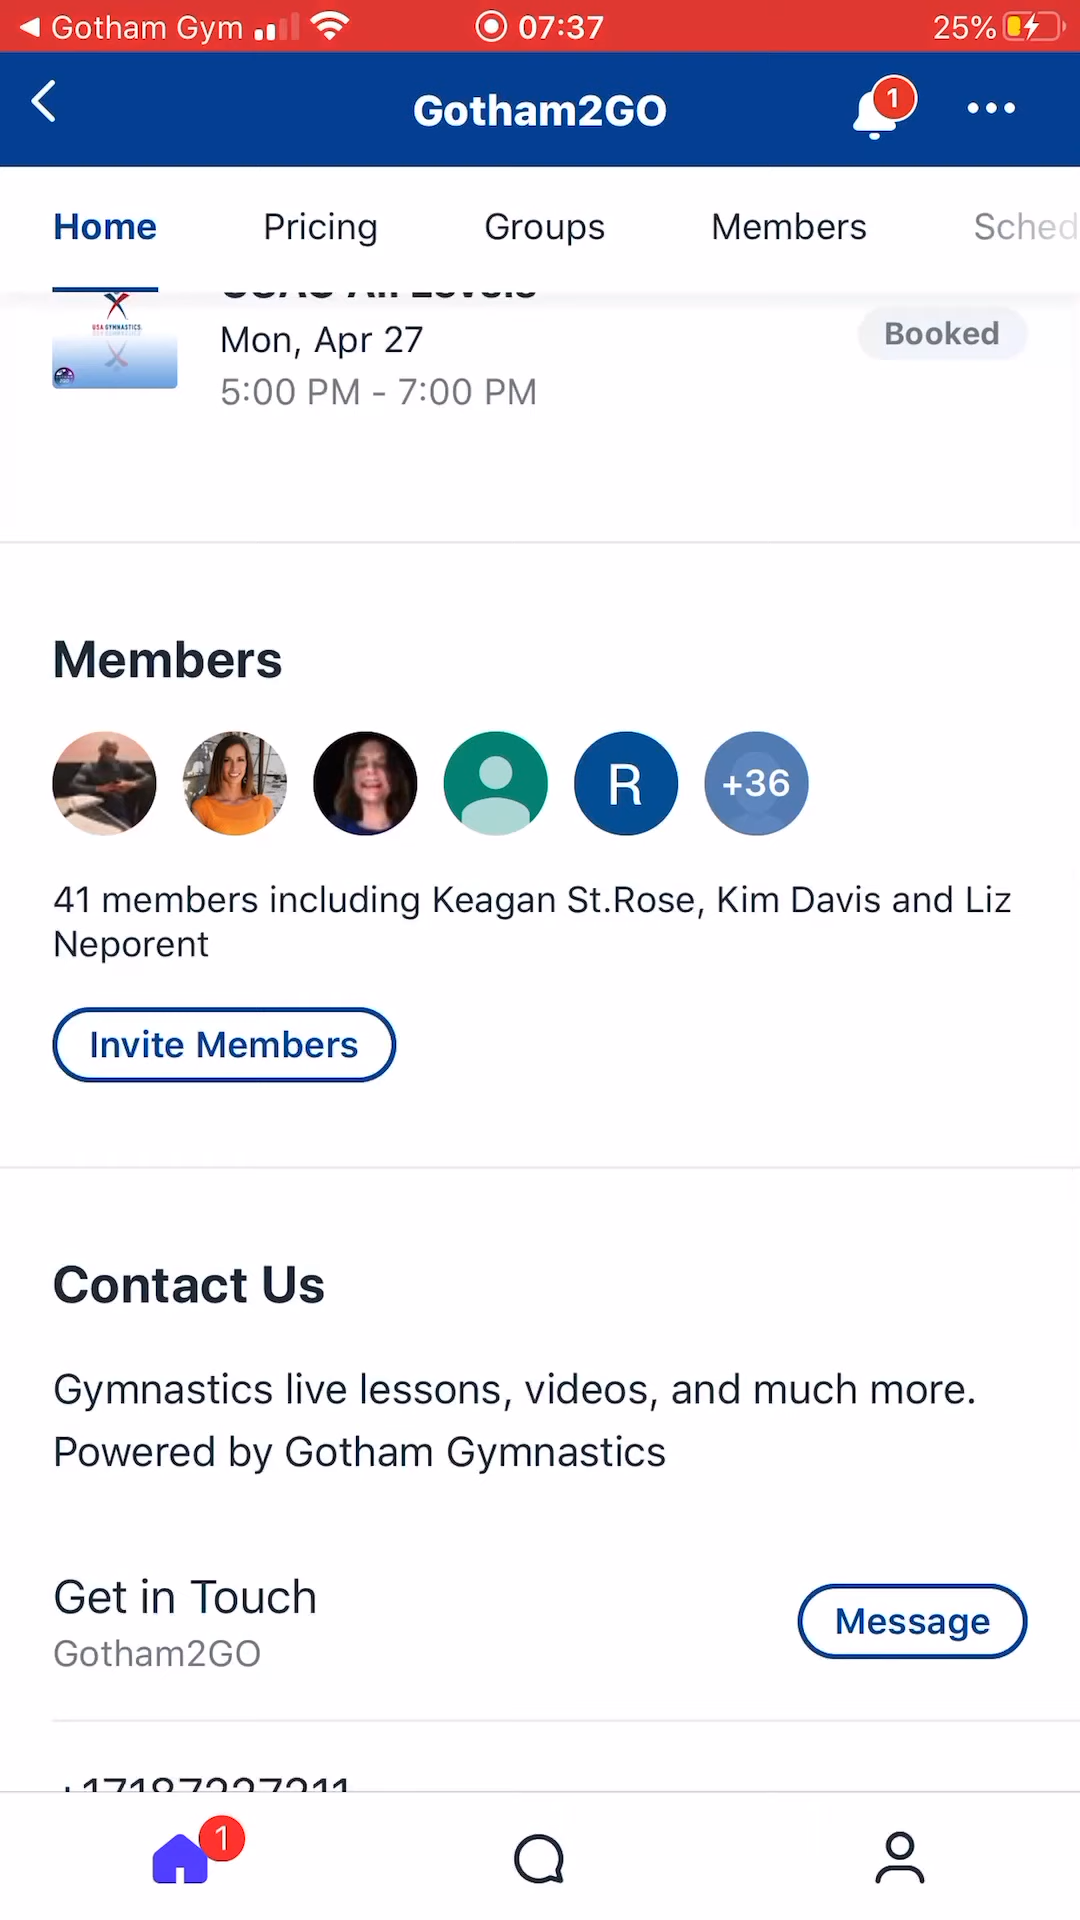 Gotham Gym
07:37
25%
Gotham2GO
1
Home
Pricing
Groups
Members
Sched
USA GYMNASTICS.
Mon, Apr 27
Booked
5:00 PM - 7:00 PM
Members
R
+36
41 members including Keagan St.Rose, Kim Davis and Liz
Neporent
Invite Members
Contact Us
Gymnastics live lessons, videos, and much more.
Powered by Gotham Gymnastics
Get in Touch
Gotham2GO
Message
1